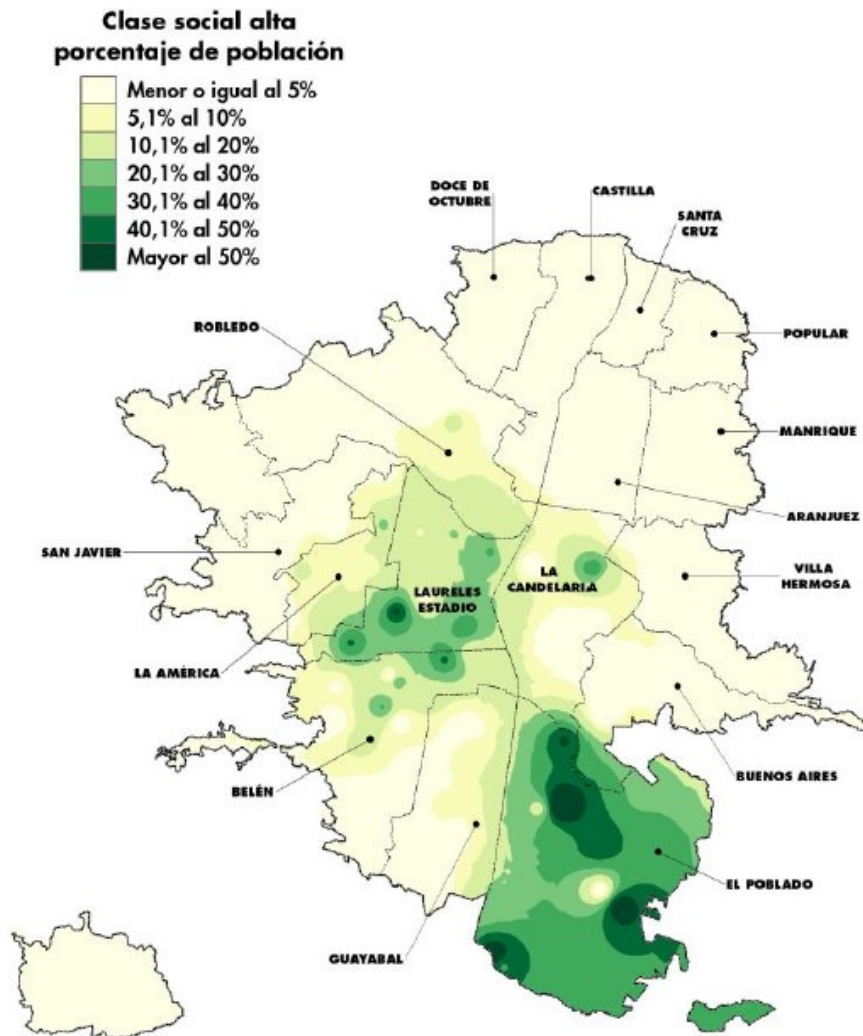 Clase social alta
porcentaje de población
Menor o igual al 5%
5,1% al 10%
10,1% al 20%
20,1% al 30%
30,1% al 40%
40,1% al 50%
Mayor al 50%
DOCE DE
OCTUBRE
CASTILLA
SANTA
CRUZ
ROBLEDO
POPULAR
MANRIQUE
ARANJUEZ
SAN JAVIER
LA
CANDELARIA
VILLA
HERMOSA
LAURELES
ESTADIO
LA AMÉRICA
BELÉN
BUENOS AIRES
EL POBLADO
GUAYABAL